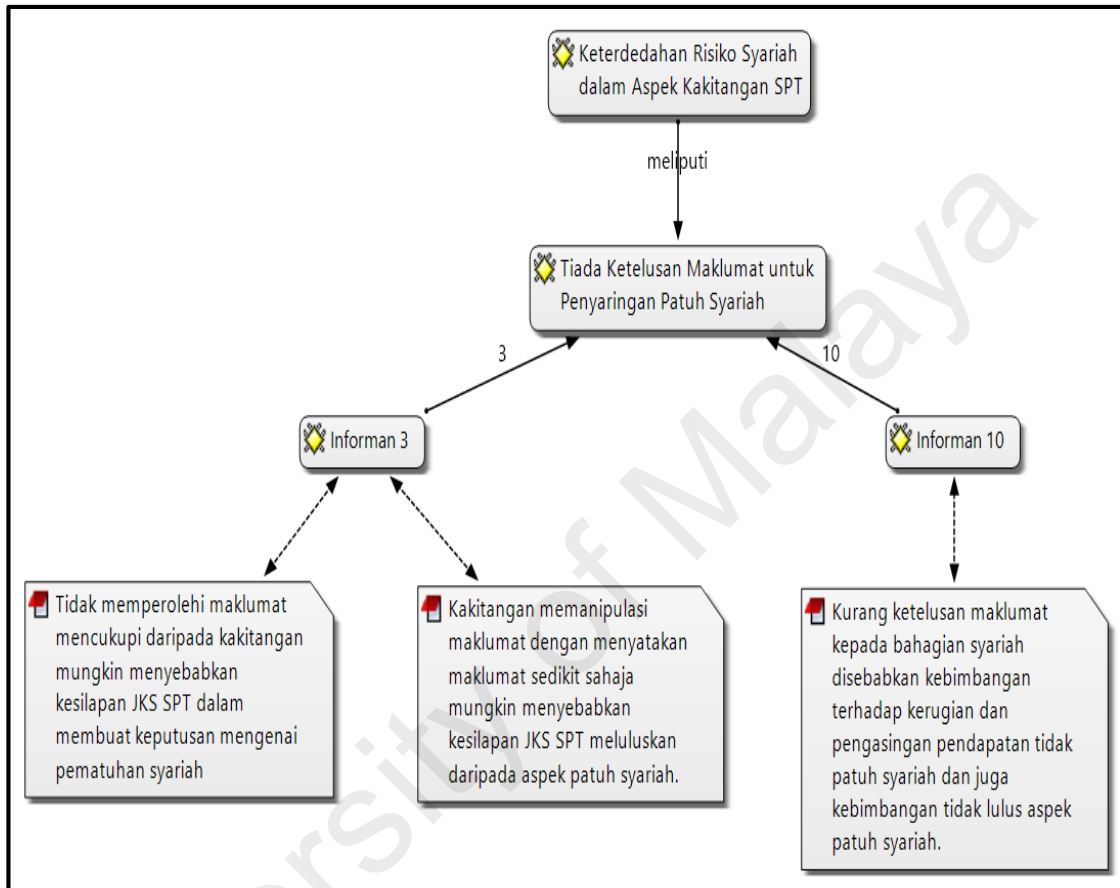 Keterdedahan Risiko Syariah
dalam Aspek Kakitangan SPT
meliputi
Tiada Ketelusan Maklumat untuk
Penyaringan Patuh Syariah
3
10
Informan 3
Informan 10
Tidak memperolehi maklumat
mencukupi daripada kakitangan
mungkin menyebabkan
kesilapan JKS SPT dalam
membuat keputusan mengenai
pematuhan syariah
Kakitangan memanipulasi
maklumat dengan menyatakan
maklumat sedikit sahaja
mungkin menyebabkan
kesilapan JKS SPT meluluskan
daripada aspek patuh syariah.
Kurang ketelusan maklumat
kepada bahagian syariah
disebabkan kebimbangan
terhadap kerugian dan
pengasingan pendapatan tidak
patuh syariah dan juga
kebimbangan tidak lulus aspek
patuh syariah.
ersity of Malaya